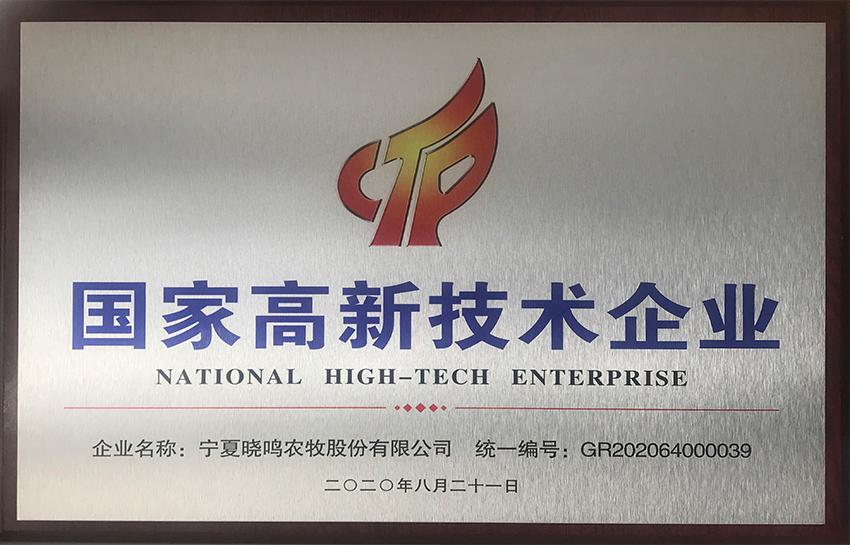 国家高新技术企业
NATIONAL HIGH-TECH ENTERPRISE
企业名称：宁夏晓鸣农牧股份有限公司 统一编号：GR202064000039
二〇二〇年八月二十一日